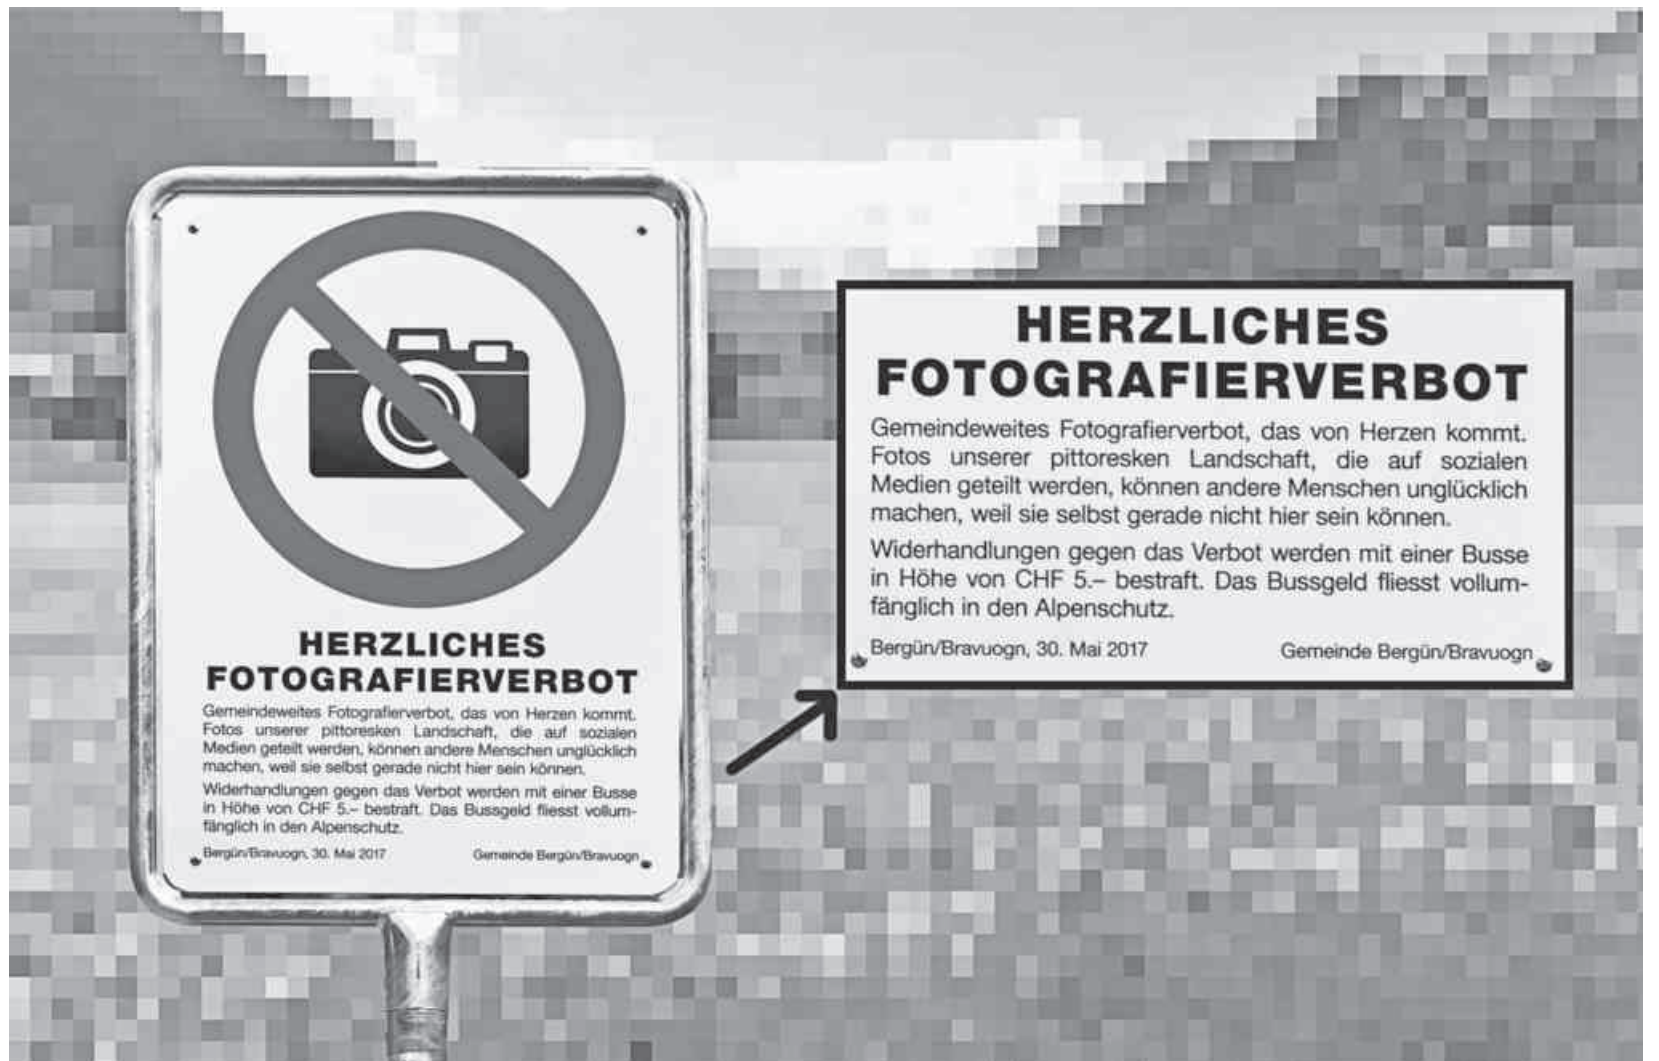 HERZLICHES
FOTOGRAFIERVERBOT
Gemeindeweites Fotografierverbot, das von Herzen kommt.
Fotos unserer pittoresken Landschaft, die auf sozialen
Medien geteilt werden, können andere Menschen unglücklich
machen, weil sie selbst gerade nicht hier sein können.
Widerhandlungen gegen das Verbot werden mit einer Busse
in Höhe von CHF 5.– bestraft. Das Bussgeld fliesst vollum-
fänglich in den Alpenschutz.
Bergün/Bravuogn, 30. Mai 2017 Gemeinde Bergün/Bravuogn
HERZLICHES
FOTOGRAFIERVERBOT
Gemeindeweites Fotografierverbot, das von Herzen kommt.
Fotos unserer pittoresken Landschaft, die auf sozialen
Medien geteilt werden, können andere Menschen unglücklich
machen, weil sie selbst gerade nicht hier sein können.
Widerhandlungen gegen das Verbot werden mit einer Busse
in Höhe von CHF 5.– bestraft. Das Bussgeld fliesst vollum-
fänglich in den Alpenschutz.
Bergün/Bravuogn, 30. Mai 2017 Gemeinde Bergün/Bravuogn